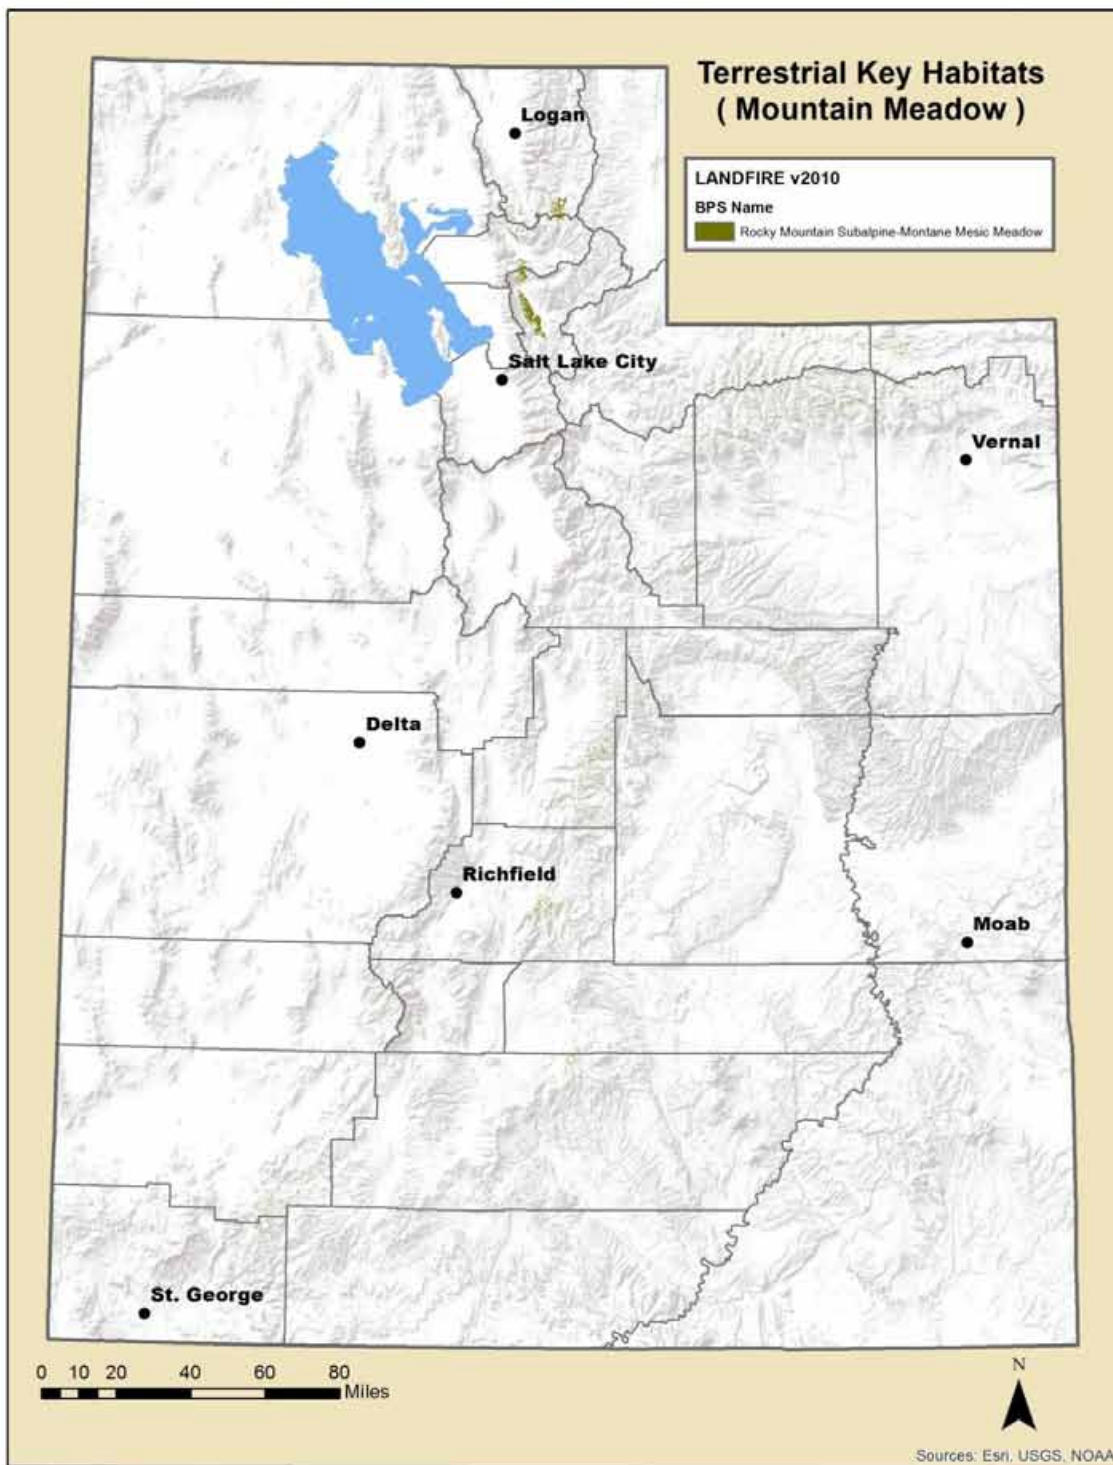 Terrestrial Key Habitats
( Mountain Meadow )
LANDFIRE v2010
BPS Name
Rocky Mountain Subalpine-Montane Mesic Meadow
Logan
Salt Lake City
Vernal
Delta
Richfield
Moab
St. George
0 10 20 40 60 80
Miles
N
Sources: Esri, USGS, NOAA